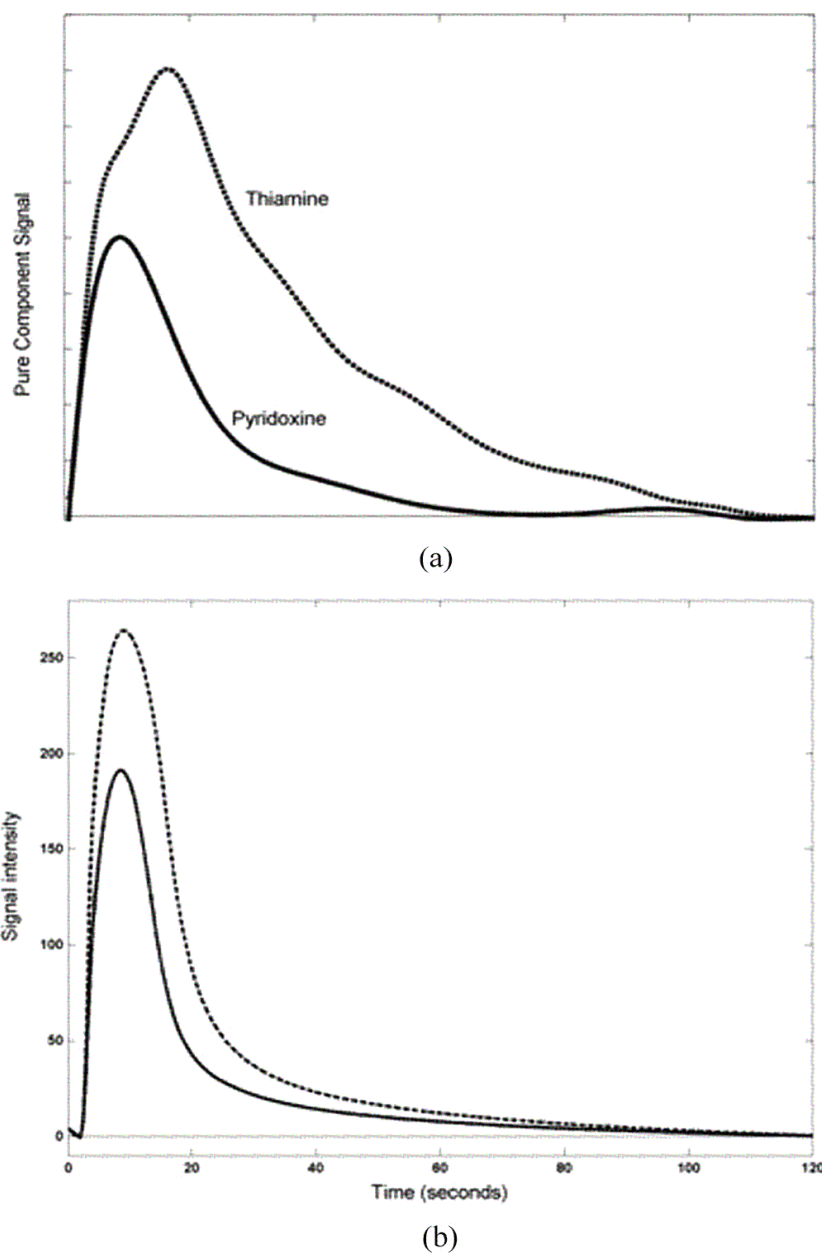 Pure Component Signal
Thiamine
Pyridoxine
(a)
Signal intensity
250
200
150
100
50
0
0 20 40 60 80 100 120
Time (seconds)
(b)